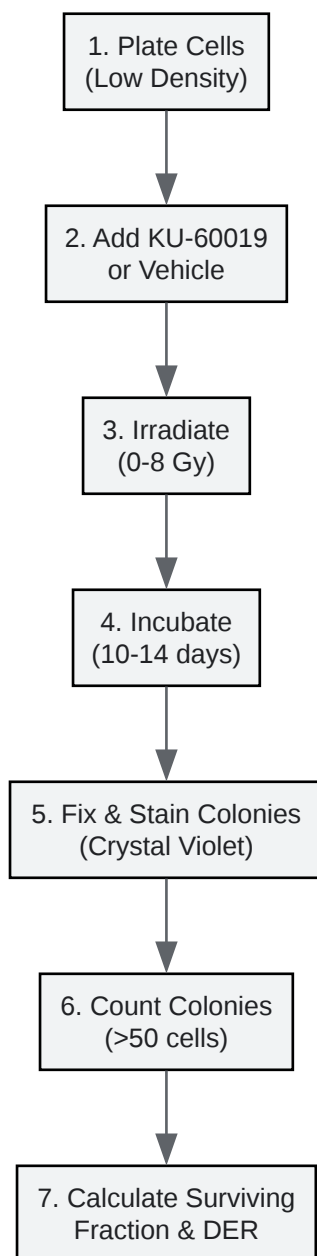 1. Plate Cells
(Low Density)
2. Add KU-60019
or Vehicle
3. Irradiate
(0-8 Gy)
4. Incubate
(10-14 days)
5. Fix & Stain Colonies
(Crystal Violet)
6. Count Colonies
(>50 cells)
7. Calculate Surviving
Fraction & DER